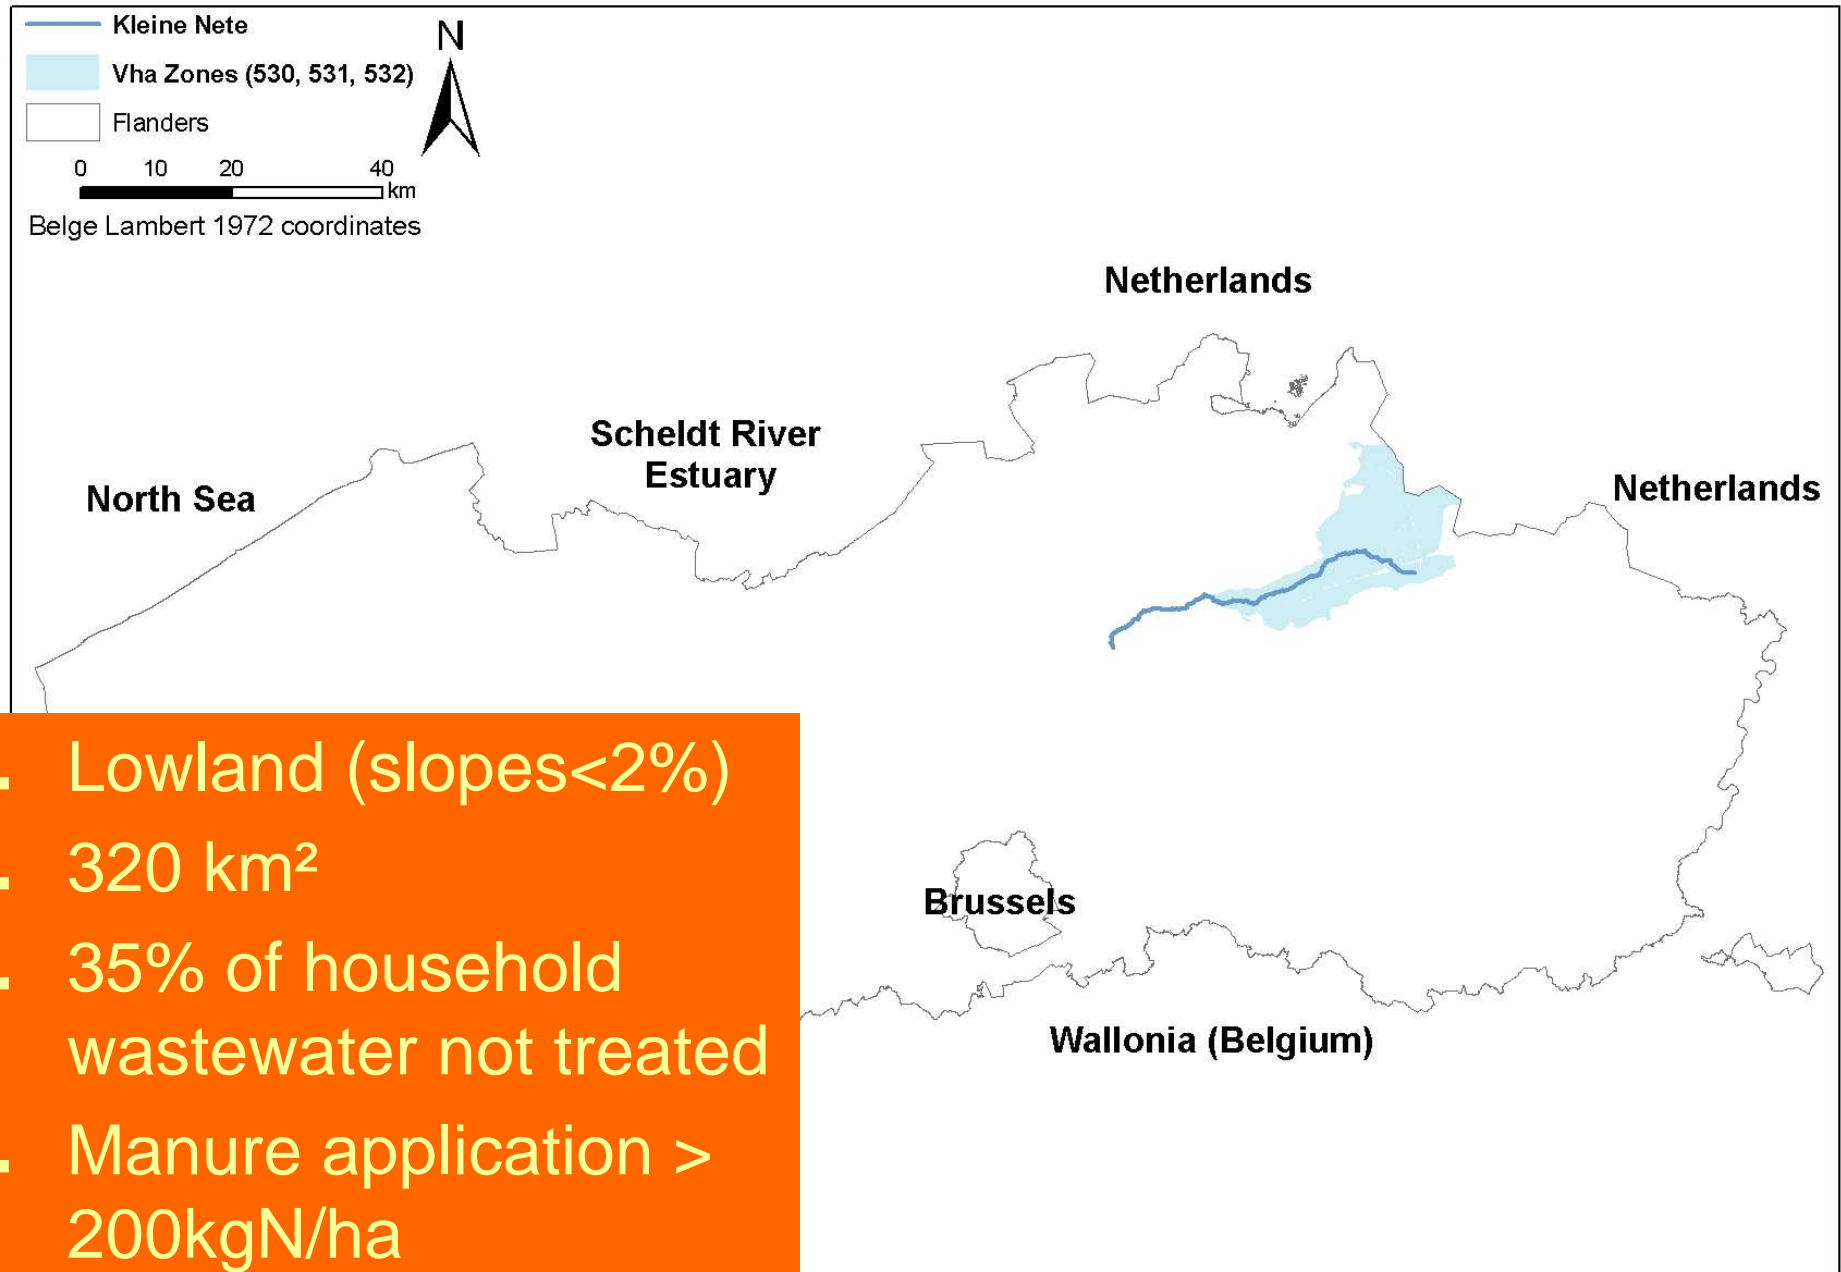 Kleine Nete
N
Vha Zones (530, 531, 532)
Flanders
0 10 20 40
km
Belge Lambert 1972 coordinates
Netherlands
Scheldt River
Estuary
North Sea
Netherlands
Brussels
Wallonia (Belgium)
. Lowland (slopes<2%)
. 320 km²
. 35% of household
wastewater not treated
. Manure application >
200kgN/ha